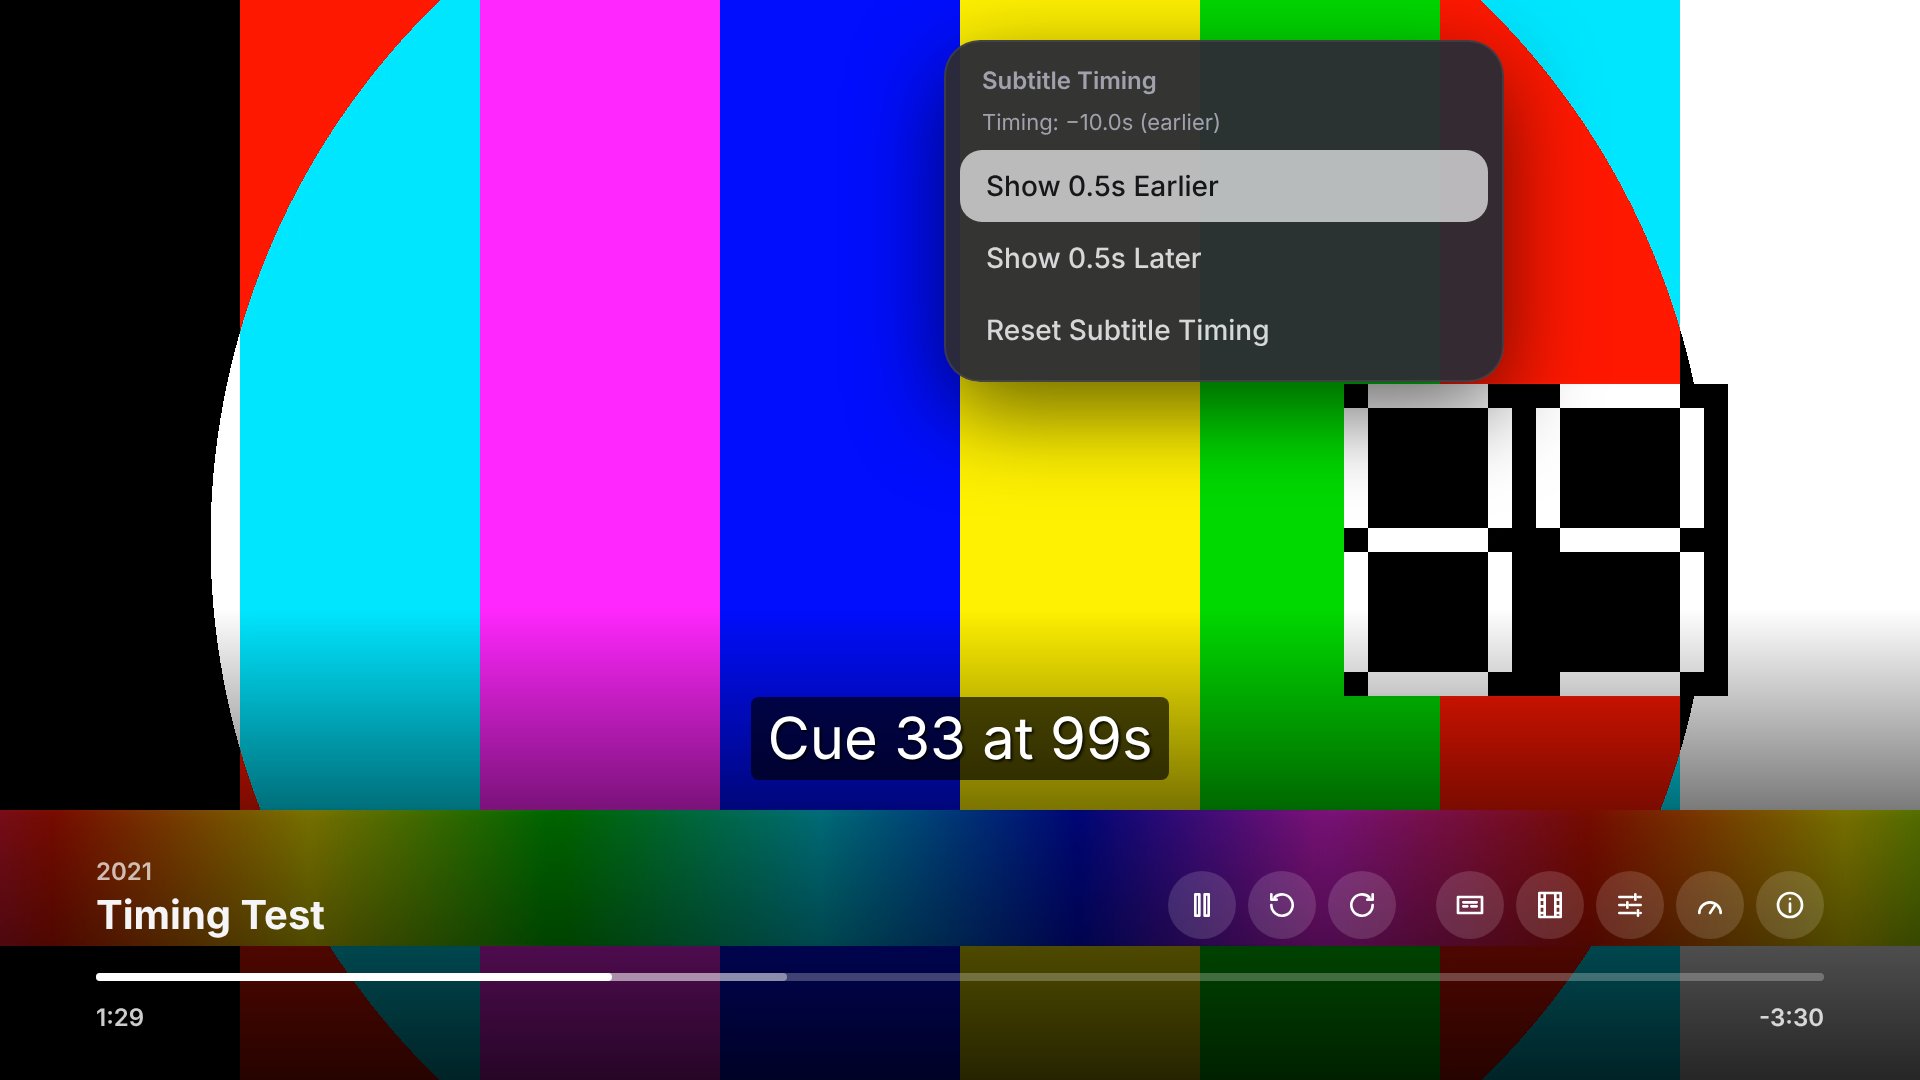 Subtitle Timing
Timing: −10.0s (earlier)
Show 0.5s Earlier
Show 0.5s Later
Reset Subtitle Timing
89
Cue 33 at 99s
2021
Timing Test
1:29
-3:30